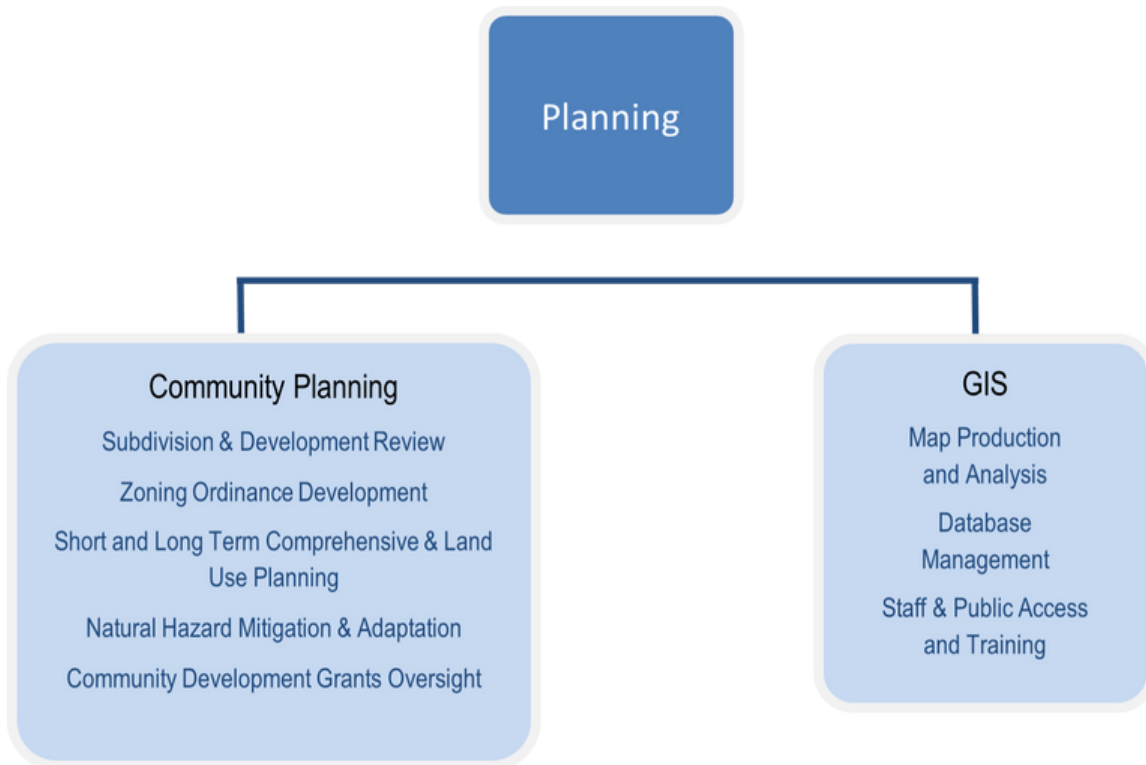 Planning
Community Planning
Subdivision & Development Review
Zoning Ordinance Development
Short and Long Term Comprehensive & Land
Use Planning
Natural Hazard Mitigation & Adaptation
Community Development Grants Oversight
GIS
Map Production
and Analysis
Database
Management
Staff & Public Access
and Training